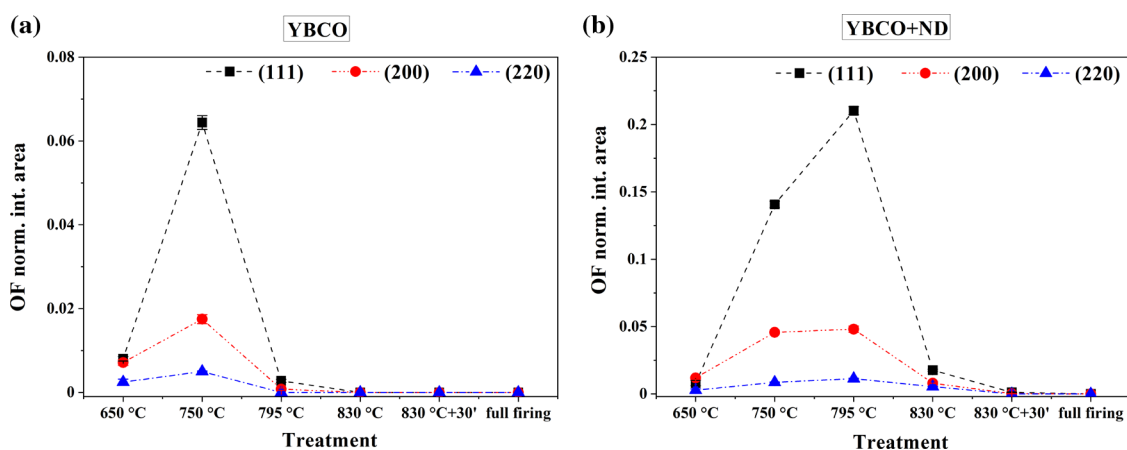 (a)
YBCO
(111) (200) (220)
0.08
0.06
0.04
0.02
0
OF norm. int. area
650 °C 750 °C 795 °C 830 °C 830 °C+30' full firing
Treatment
(b)
YBCO+ND
(111) (200) (220)
0.25
0.2
0.15
0.1
0.05
0
OF norm. int. area
650 °C 750 °C 795 °C 830 °C 830 °C+30' full firing
Treatment